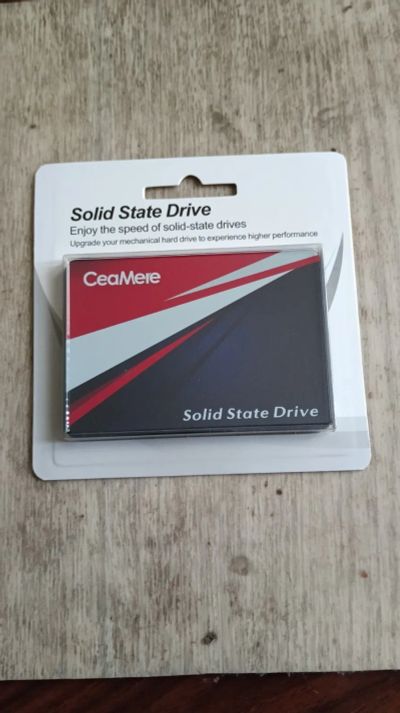 Solid State Drive
Enjoy the speed of solid-state drives
Upgrade your mechanical hard drive to experience higher performance
CeaMere
Solid State Drive